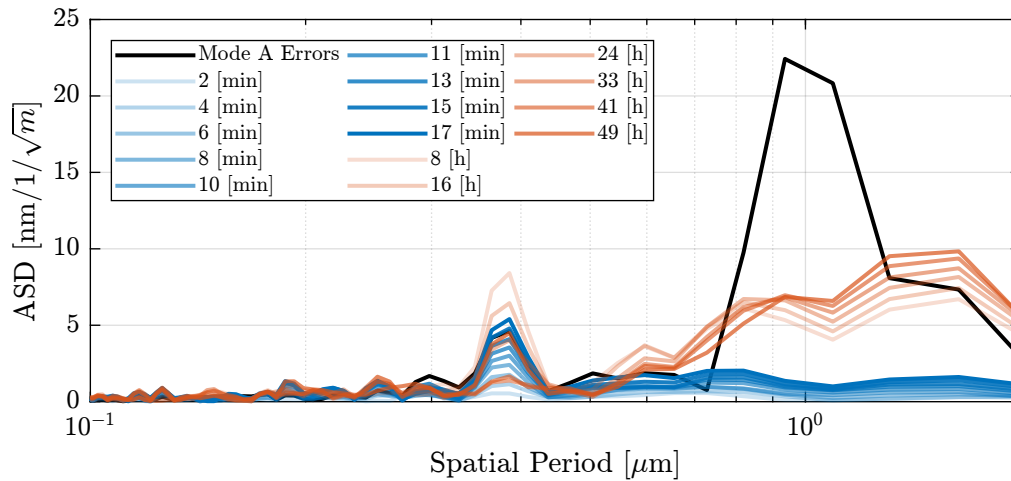 25
20
15
10
5
0
ASD [nm/1/√m]
Mode A Errors
2 [min]
4 [min]
6 [min]
8 [min]
10 [min]
11 [min]
13 [min]
15 [min]
17 [min]
8 [h]
16 [h]
24 [h]
33 [h]
41 [h]
49 [h]
10⁻¹
10⁰
Spatial Period [μm]